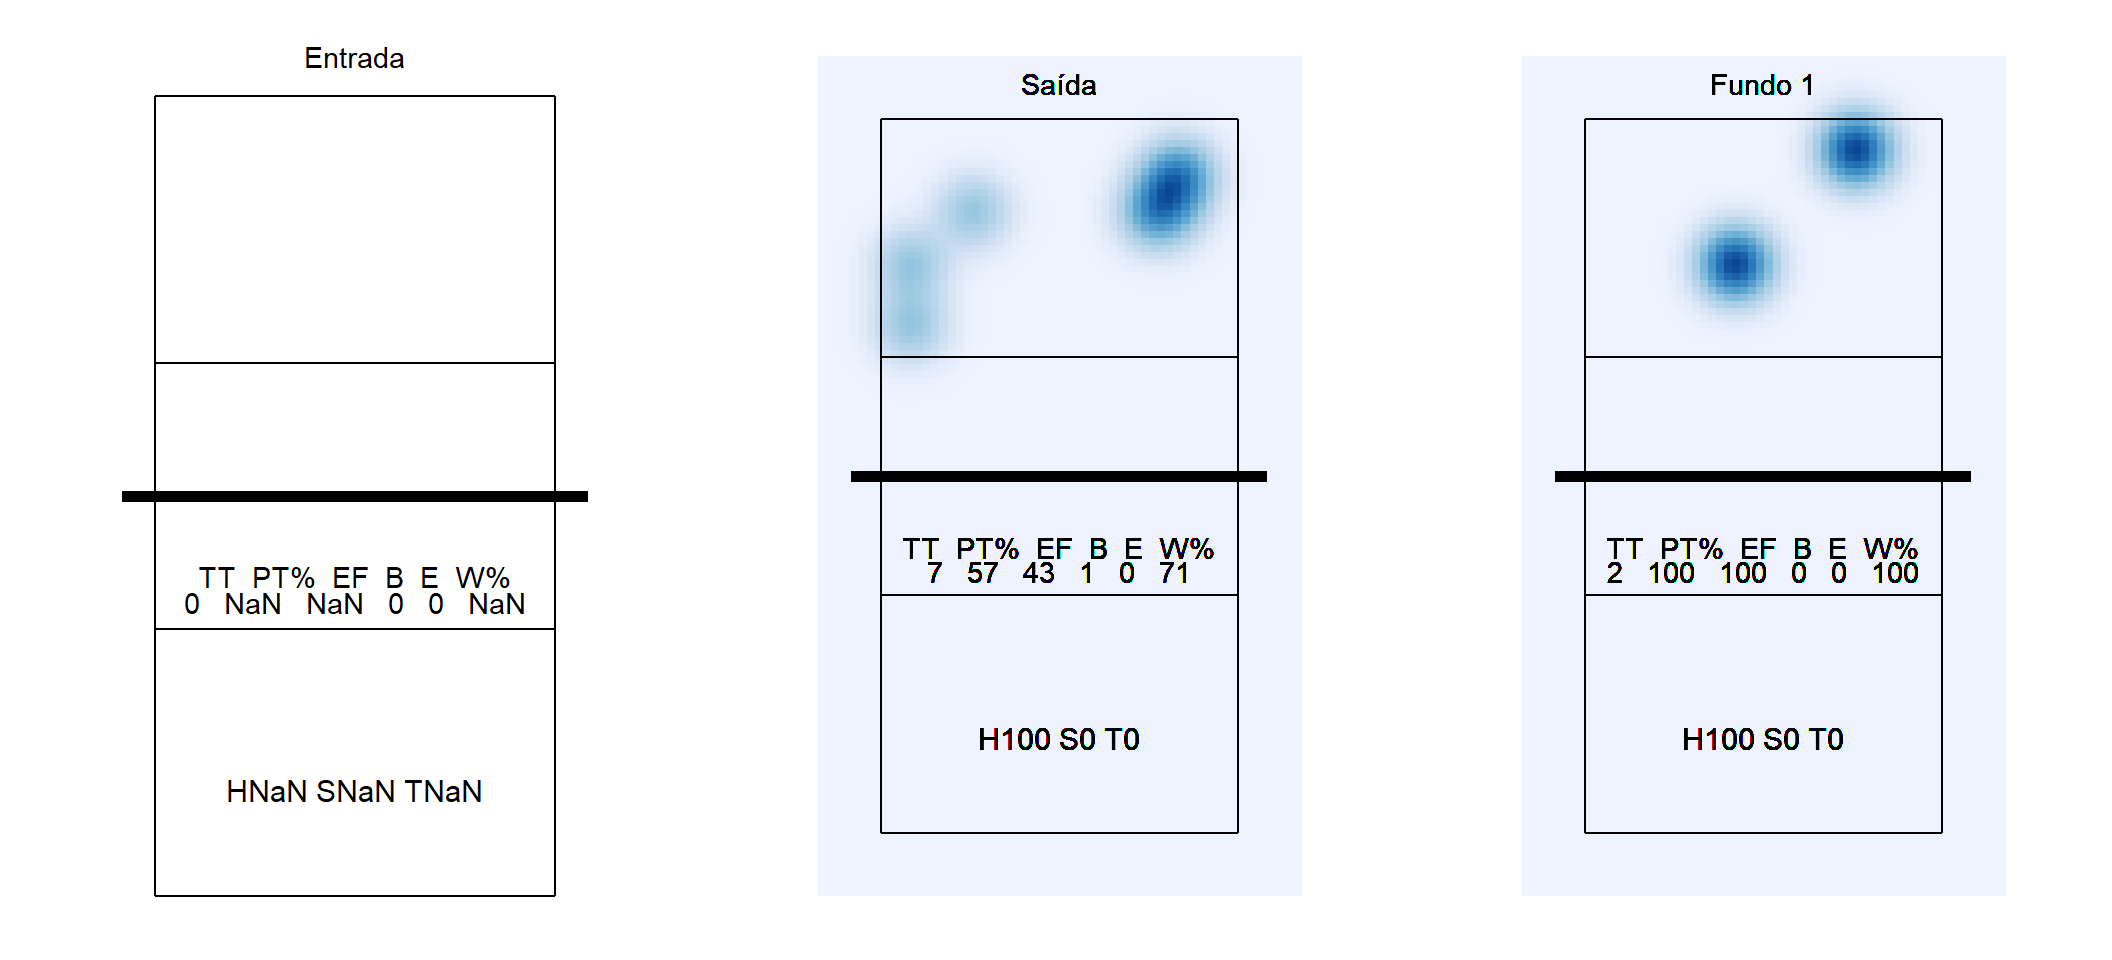 Entrada
TT PT% EF B E W%
0 NaN NaN 0 0 NaN
HNaN SNaN TNaN
Saída
TT PT% EF B E W%
7 57 43 1 0 71
H100 S0 T0
Fundo 1
TT PT% EF B E W%
2 100 100 0 0 100
H100 S0 T0